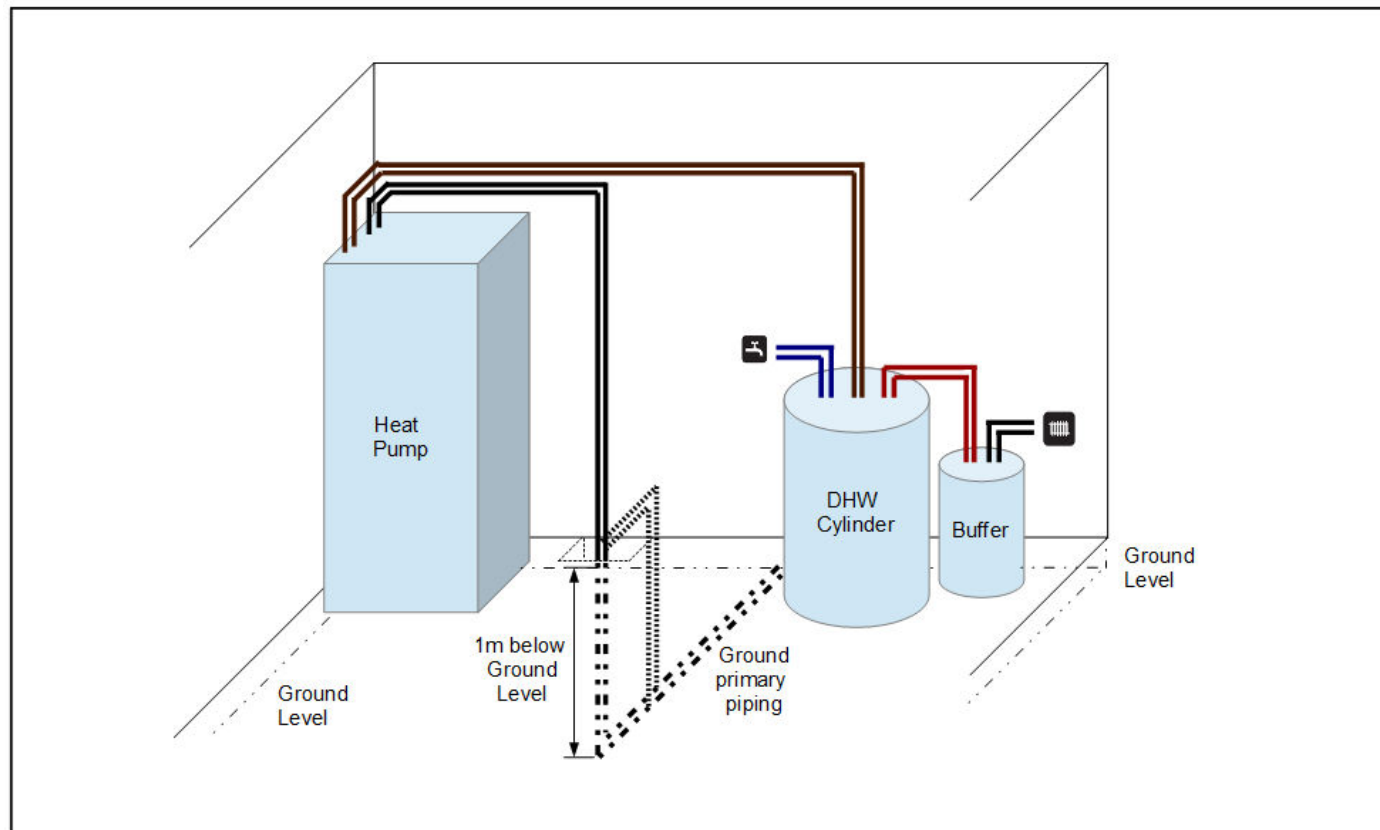 Heat
Pump
DHW
Cylinder
Buffer
Ground
Level
1m below
Ground
Level
Ground
primary
piping
Ground
Level